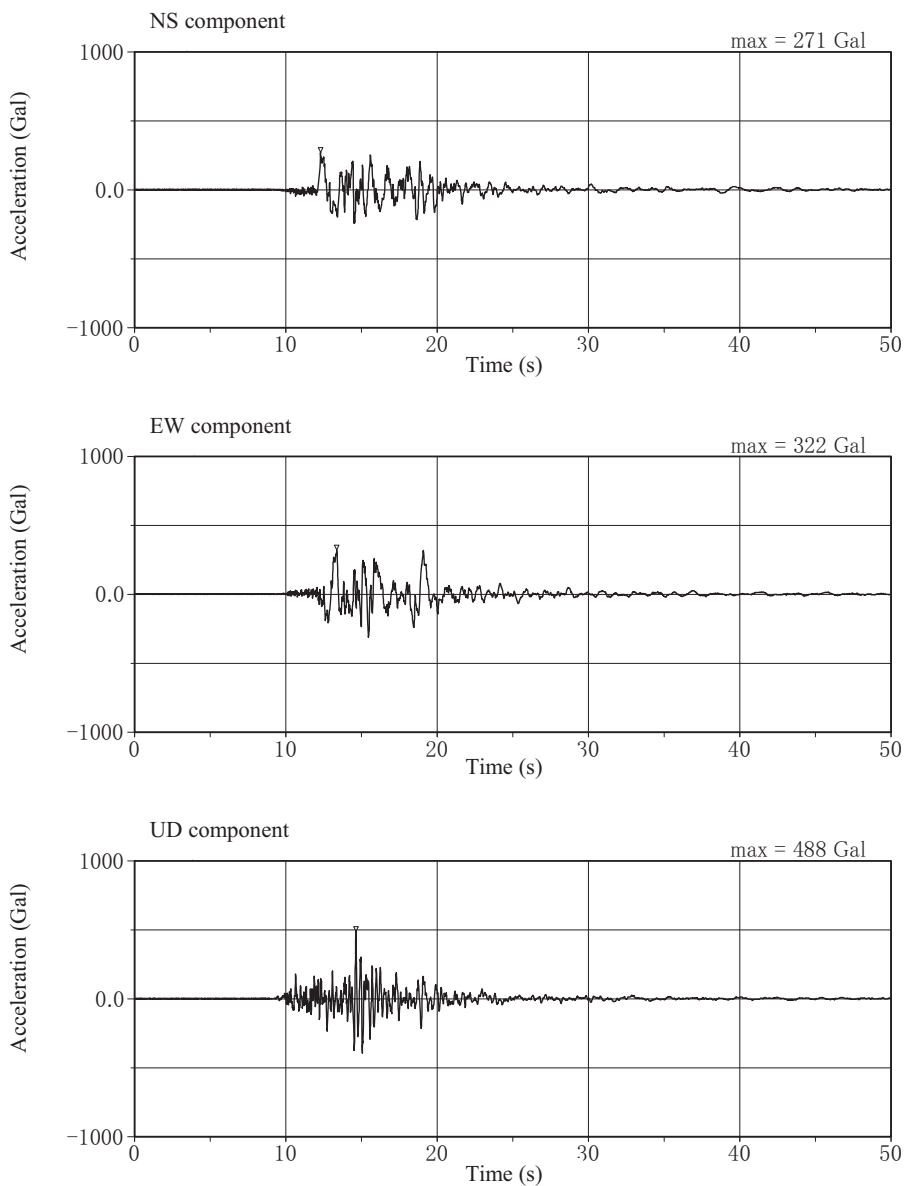 NS component
max = 271 Gal
1000
0.0
−1000
Acceleration (Gal)
0 10 20 30 40 50
Time (s)
EW component
max = 322 Gal
1000
0.0
−1000
Acceleration (Gal)
0 10 20 30 40 50
Time (s)
UD component
max = 488 Gal
1000
0.0
−1000
Acceleration (Gal)
0 10 20 30 40 50
Time (s)